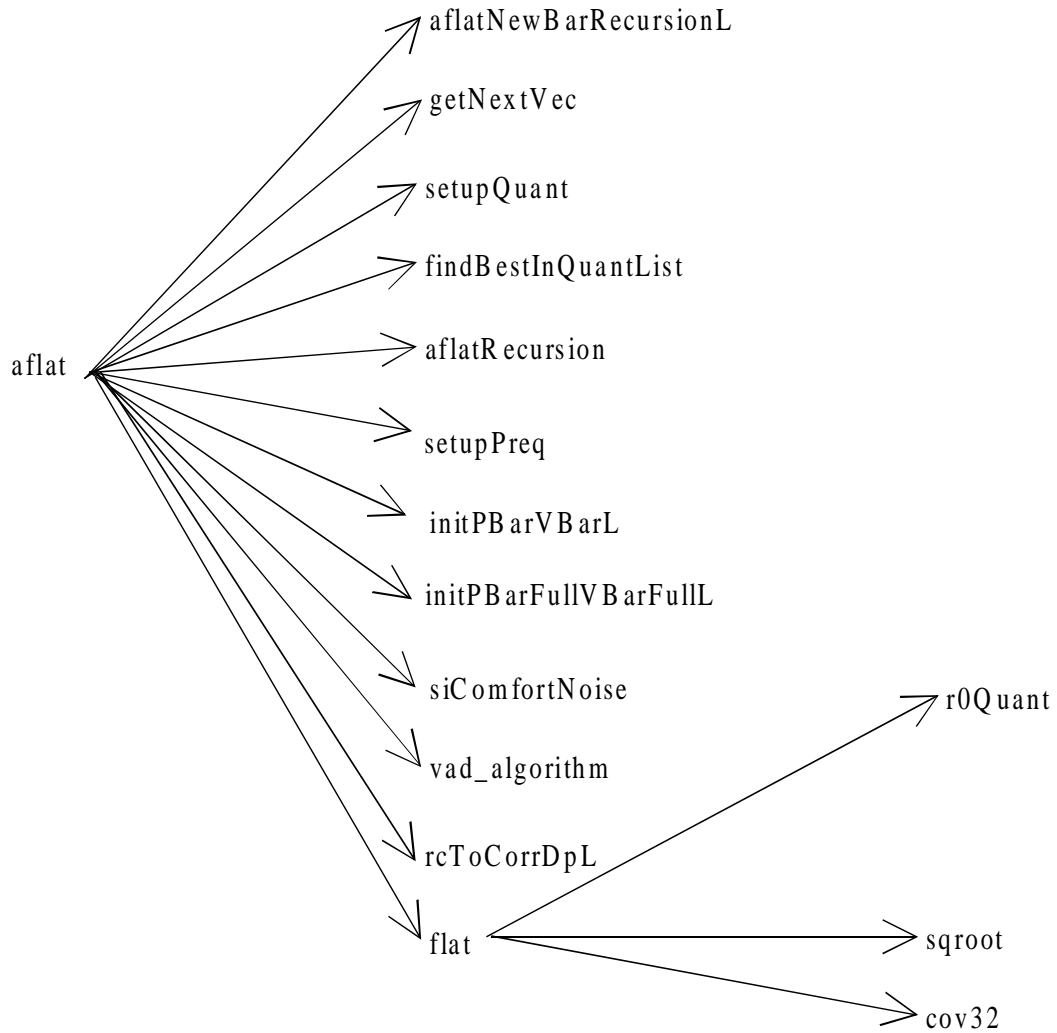 aflatNewBarRecursionL
getNextVec
setupQuant
findBestInQuantList
aflatRecursion
aflat
setupPreq
initPBarVBarL
initPBarFullVBarFullL
siComfortNoise
r0Quant
vad_algorithm
rcToCorrDpL
flat
sqroot
cov32